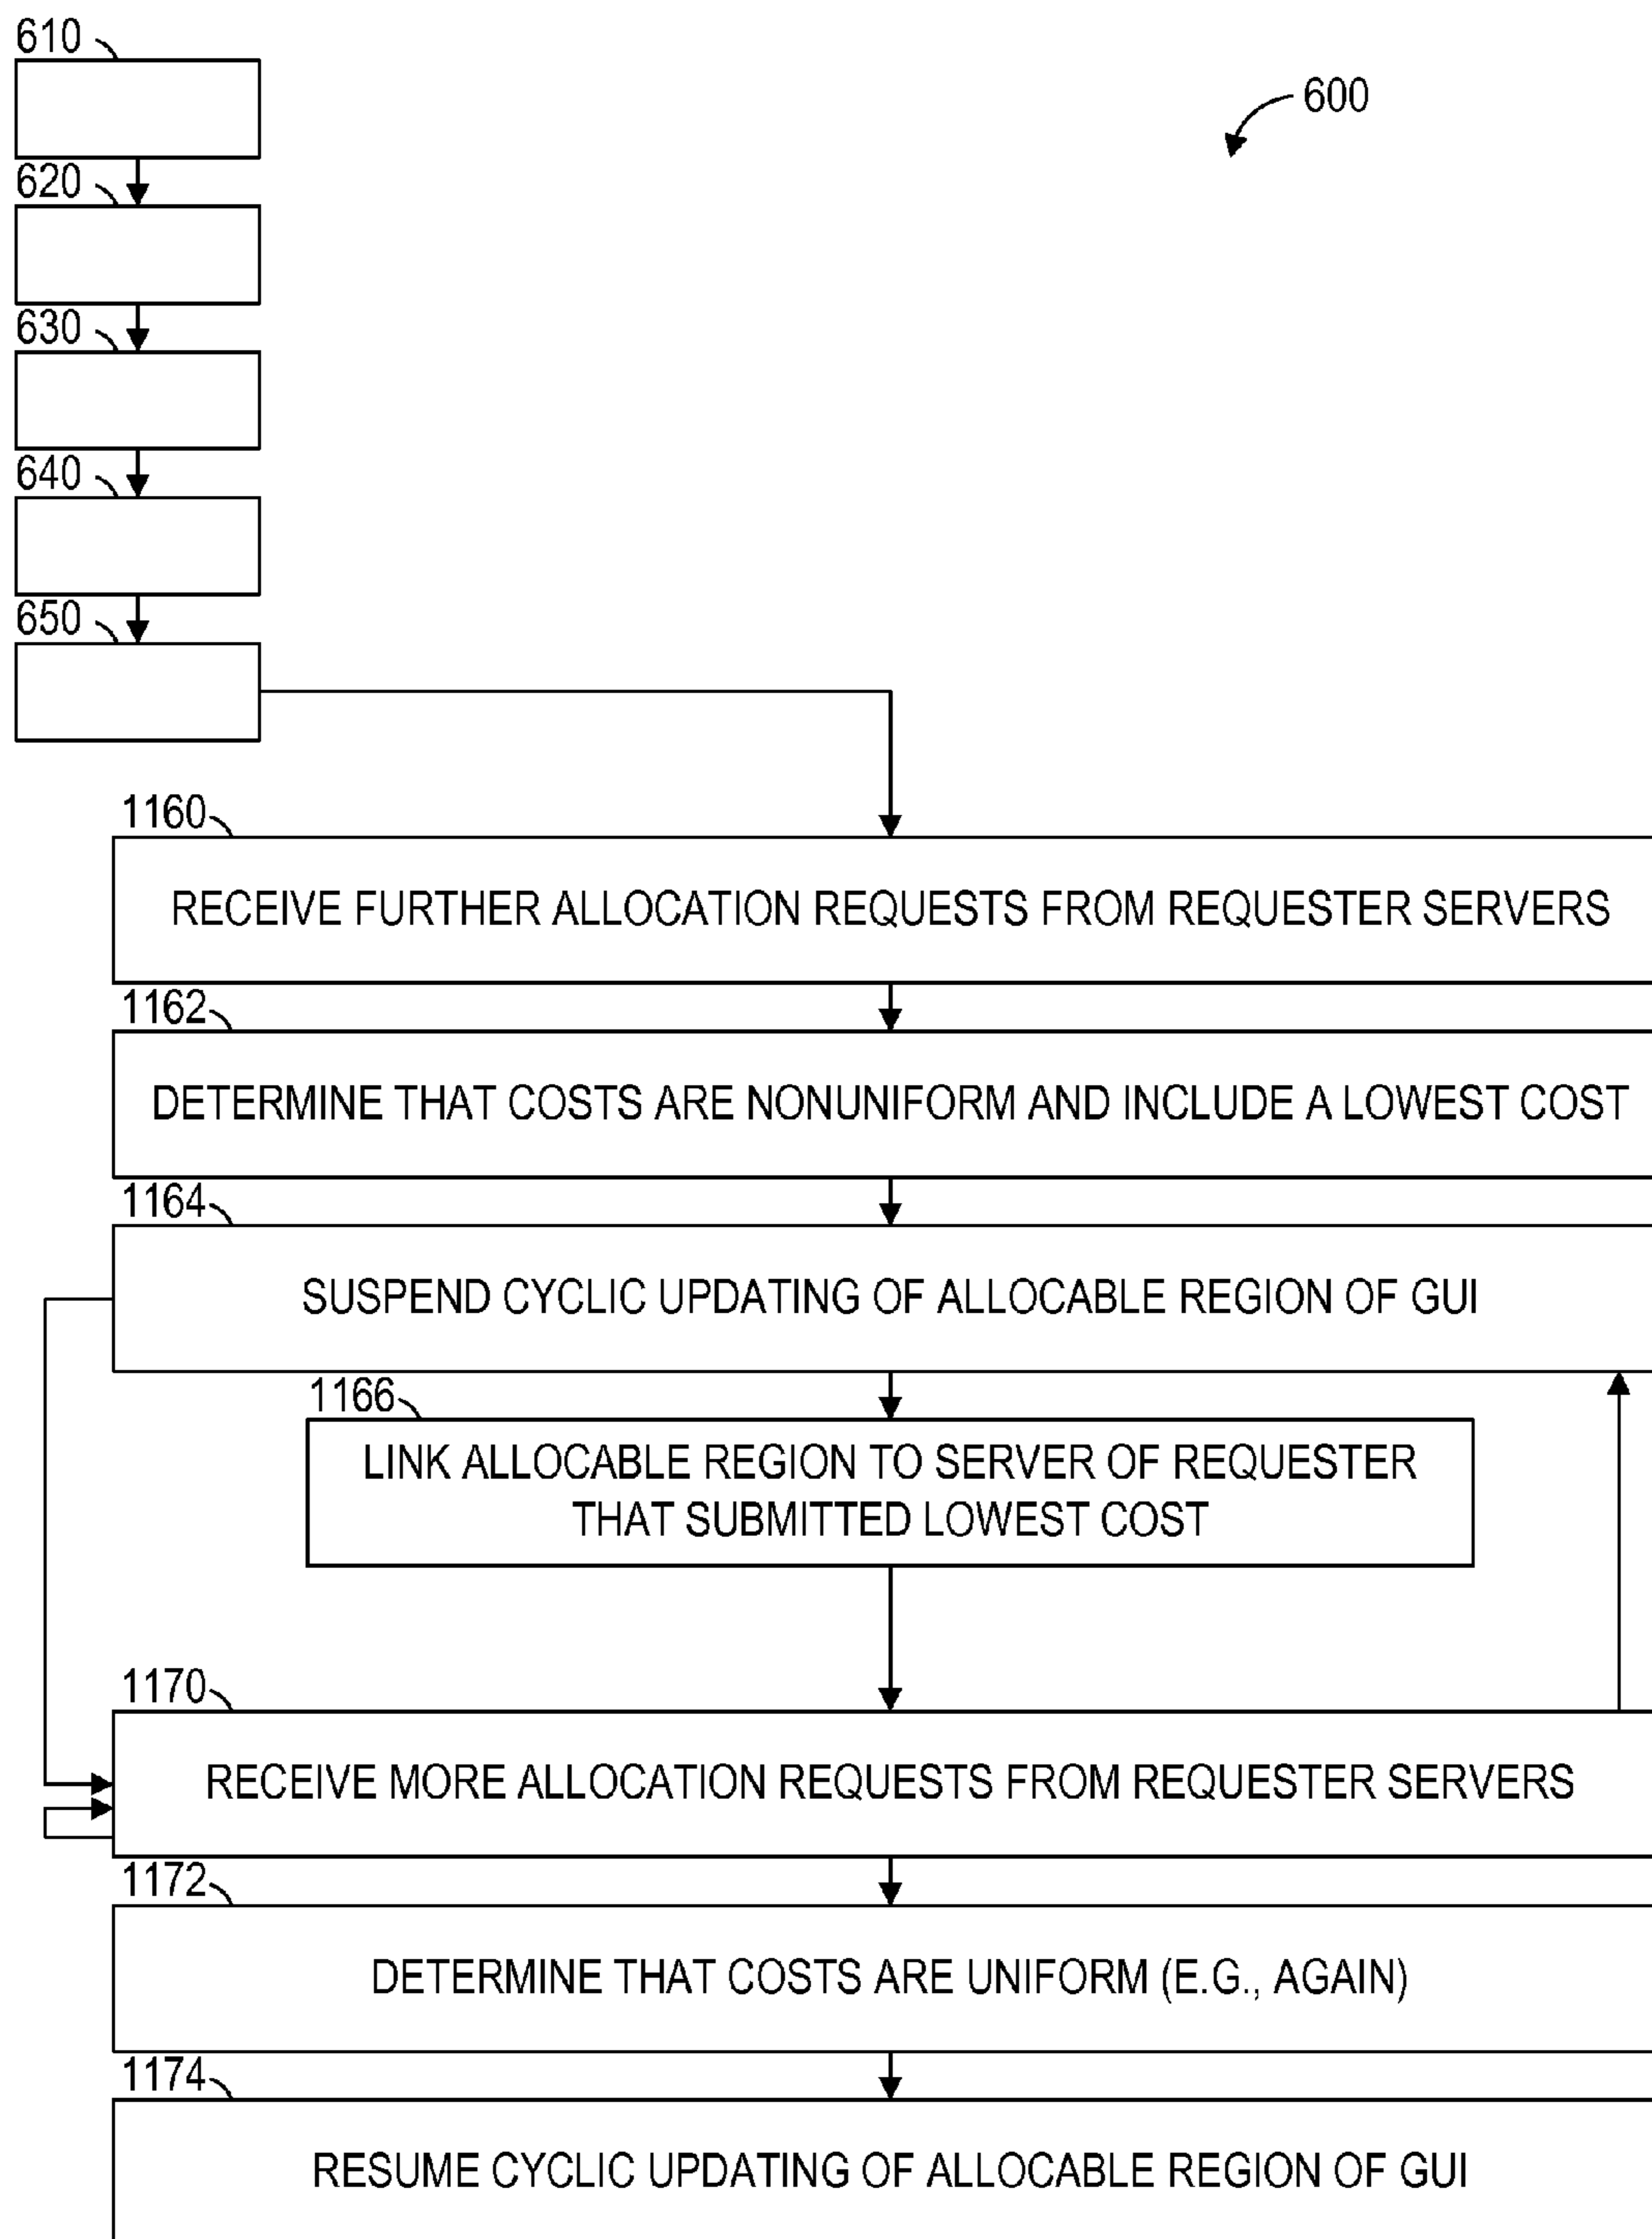 610
600
620
630
640
650
1160
RECEIVE FURTHER ALLOCATION REQUESTS FROM REQUESTER SERVERS
1162
DETERMINE THAT COSTS ARE NONUNIFORM AND INCLUDE A LOWEST COST
1164
SUSPEND CYCLIC UPDATING OF ALLOCABLE REGION OF GUI
1166
LINK ALLOCABLE REGION TO SERVER OF REQUESTER
THAT SUBMITTED LOWEST COST
1170
RECEIVE MORE ALLOCATION REQUESTS FROM REQUESTER SERVERS
1172
DETERMINE THAT COSTS ARE UNIFORM (E.G., AGAIN)
1174
RESUME CYCLIC UPDATING OF ALLOCABLE REGION OF GUI